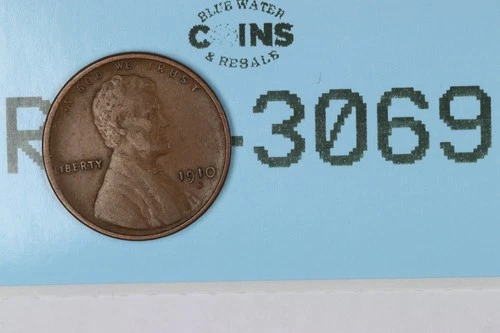 BLUE WATER
COINS
& RESALE
R -3069
IN GOD WE TRUST
LIBERTY
1910
S